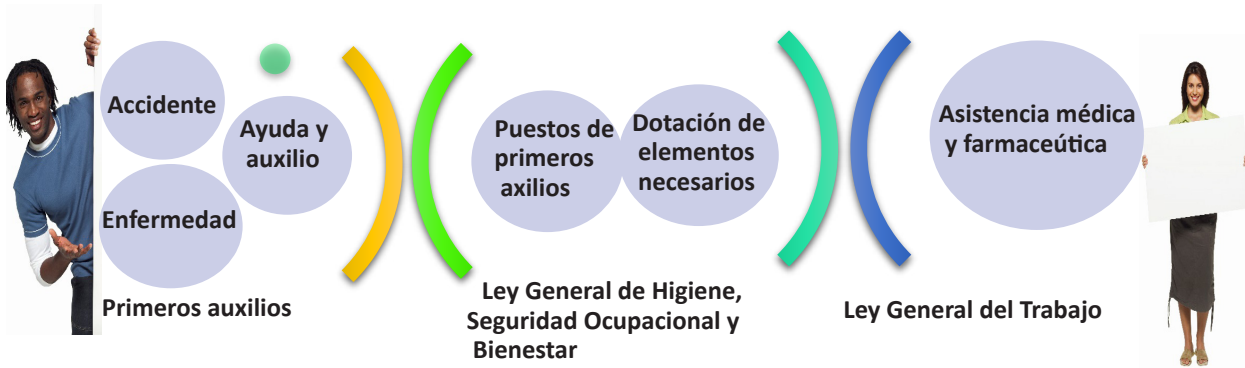 Accidente
Ayuda y
auxilio
Enfermedad
Primeros auxilios
Puestos de
primeros
axilios
Dotación de
elementos
necesarios
Ley General de Higiene,
Seguridad Ocupacional y
Bienestar
Asistencia médica
y farmaceútica
Ley General del Trabajo